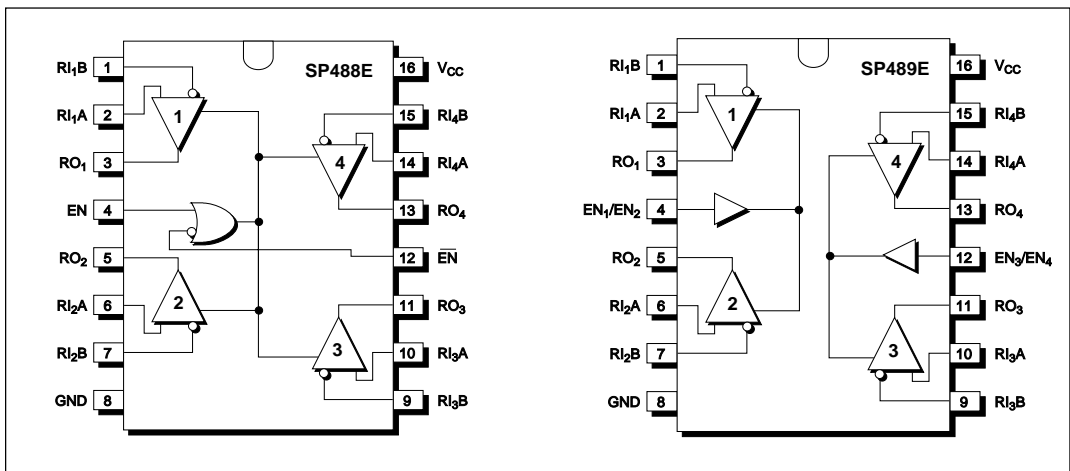 SP488E
RI₁B 1
RI₁A 2
RO₁ 3
EN 4
RO₂ 5
RI₂A 6
RI₂B 7
GND 8
1
2
3
4
16 V_CC
15 RI₄B
14 RI₄A
13 RO₄
12 E̅N̅
11 RO₃
10 RI₃A
9 RI₃B
SP489E
RI₁B 1
RI₁A 2
RO₁ 3
EN₁/EN₂ 4
RO₂ 5
RI₂A 6
RI₂B 7
GND 8
1
2
3
4
16 V_CC
15 RI₄B
14 RI₄A
13 RO₄
12 EN₃/EN₄
11 RO₃
10 RI₃A
9 RI₃B